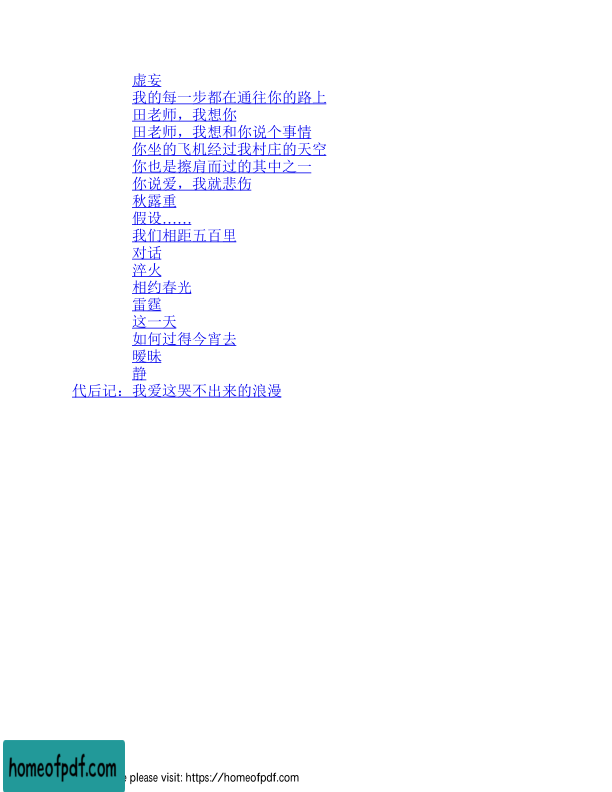 虚妄
我的每一步都在通往你的路上
田老师，我想你
田老师，我想和你说个事情
你坐的飞机经过我村庄的天空
你也是擦肩而过的其中之一
你说爱，我就悲伤
秋露重
假设……
我们相距五百里
对话
淬火
相约春光
雷霆
这一天
如何过得今宵去
暧昧
静
代后记：我爱这哭不出来的浪漫
homeofpdf.com
e please visit: https://homeofpdf.com